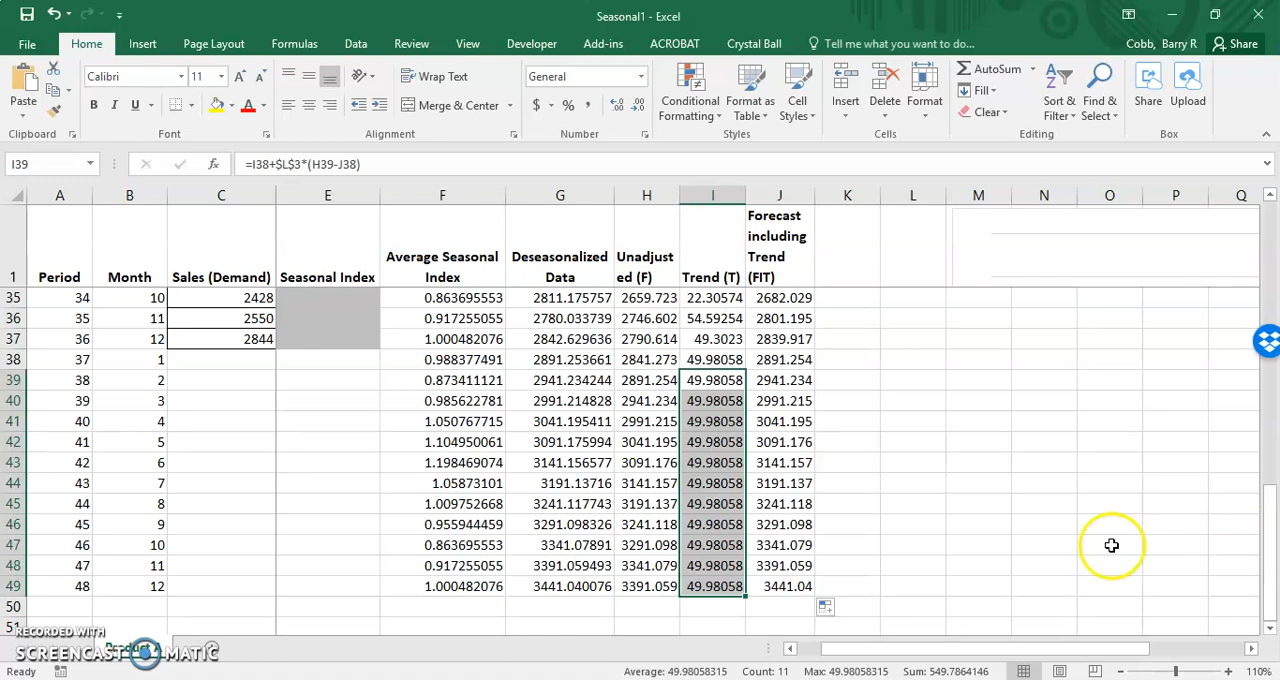 Seasonal1 - Excel
File Home Insert Page Layout Formulas Data Review View Developer Add-ins ACROBAT Crystal Ball Tell me what you want to do... Cobb, Barry R Share
Paste Calibri 11 A A Wrap Text General Conditional Formatting Format as Table Cell Styles Insert Delete Format AutoSum Fill Clear Sort & Filter Find & Select Share Upload
B I U A Merge & Center $ % ,
Clipboard Font Alignment Number Styles Cells Editing Box
I39 fx =I38+$L$3*(H39-J38)
A B C E F G H I J K L M N O P Q
1 Period Month Sales (Demand) Seasonal Index Average Seasonal Index Deseasonalized Data Unadjusted (F) Trend (T) Forecast including Trend (FIT)
35 34 10 2428 0.863695553 2811.175757 2659.723 22.30574 2682.029
36 35 11 2550 0.917255055 2780.033739 2746.602 54.59254 2801.195
37 36 12 2844 1.000482076 2842.629636 2790.614 49.3023 2839.917
38 37 1 0.988377491 2891.253661 2841.273 49.98058 2891.254
39 38 2 0.873411121 2941.234244 2891.254 49.98058 2941.234
40 39 3 0.985622781 2991.214828 2941.234 49.98058 2991.215
41 40 4 1.050767715 3041.195411 2991.215 49.98058 3041.195
42 41 5 1.104950061 3091.175994 3041.195 49.98058 3091.176
43 42 6 1.198469074 3141.156577 3091.176 49.98058 3141.157
44 43 7 1.05873101 3191.13716 3141.157 49.98058 3191.137
45 44 8 1.009752668 3241.117743 3191.137 49.98058 3241.118
46 45 9 0.955944459 3291.098326 3241.118 49.98058 3291.098
47 46 10 0.863695553 3341.07891 3291.098 49.98058 3341.079
48 47 11 0.917255055 3391.059493 3341.079 49.98058 3391.059
49 48 12 1.000482076 3441.040076 3391.059 49.98058 3441.04
50
51
RECORDED WITH
SCREENCAST MATIC
Ready Average: 49.98058315 Count: 11 Max: 49.98058315 Sum: 549.7864146 110%